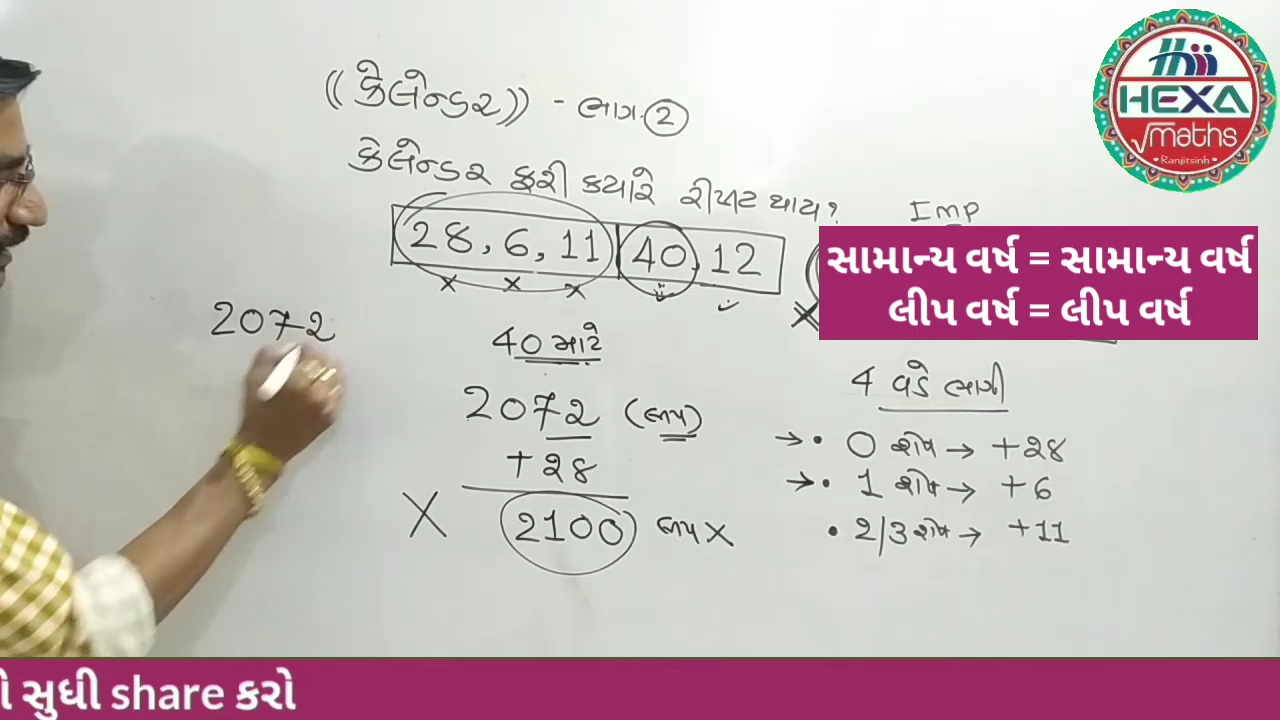 ((કેલેન્ડર)) - ભાગ. 2
કેલેન્ડર ફરી ક્યારે રીપીટ થાય?
Imp
28, 6, 11 40, 12
x x x
સામાન્ય વર્ષ = સામાન્ય વર્ષ
લીપ વર્ષ = લીપ વર્ષ
2072
40 માટે
2072 (લીપ)
+28
X 2100 લીપ X
4 વડે ભાગી
→ • 0 શેષ → +28
→ • 1 શેષ → +6
• 2/3 શેષ → +11
HEXA
√maths
• Ranjitsinh •
સુધી share કરો